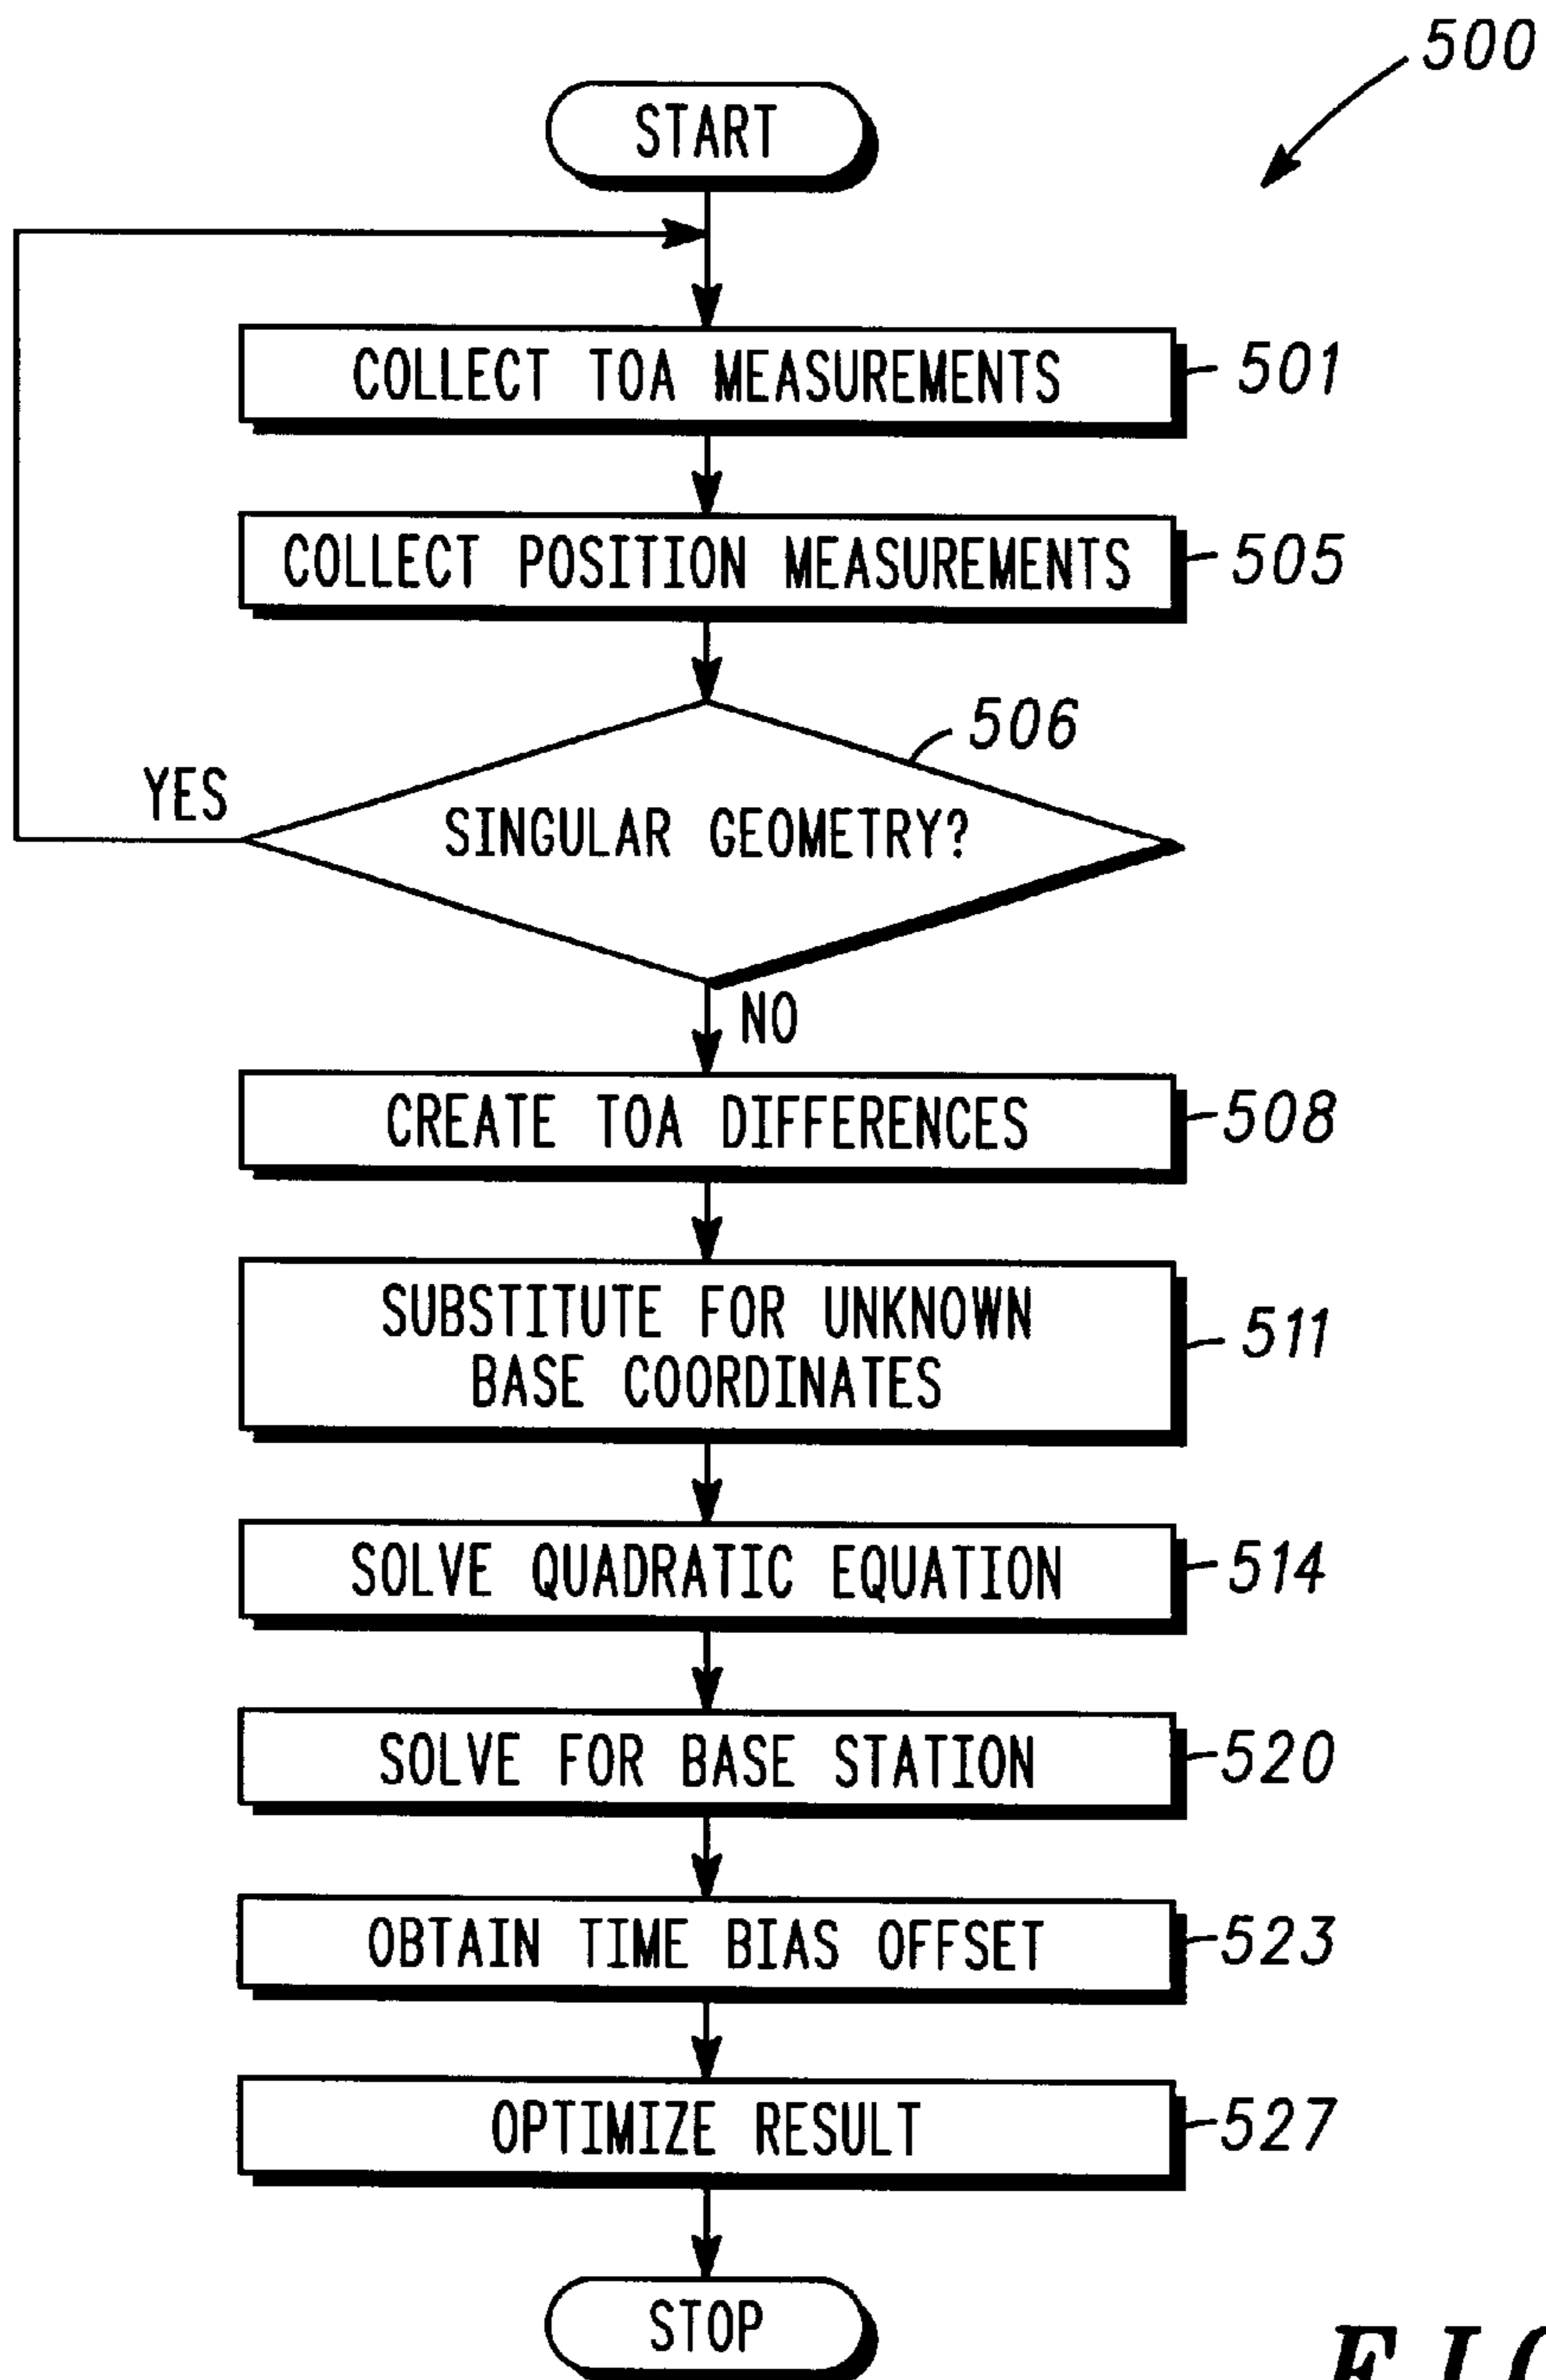 500
START
COLLECT TOA MEASUREMENTS
501
COLLECT POSITION MEASUREMENTS
505
506
YES
SINGULAR GEOMETRY?
NO
CREATE TOA DIFFERENCES
508
SUBSTITUTE FOR UNKNOWN
BASE COORDINATES
511
SOLVE QUADRATIC EQUATION
514
SOLVE FOR BASE STATION
520
OBTAIN TIME BIAS OFFSET
523
OPTIMIZE RESULT
527
STOP